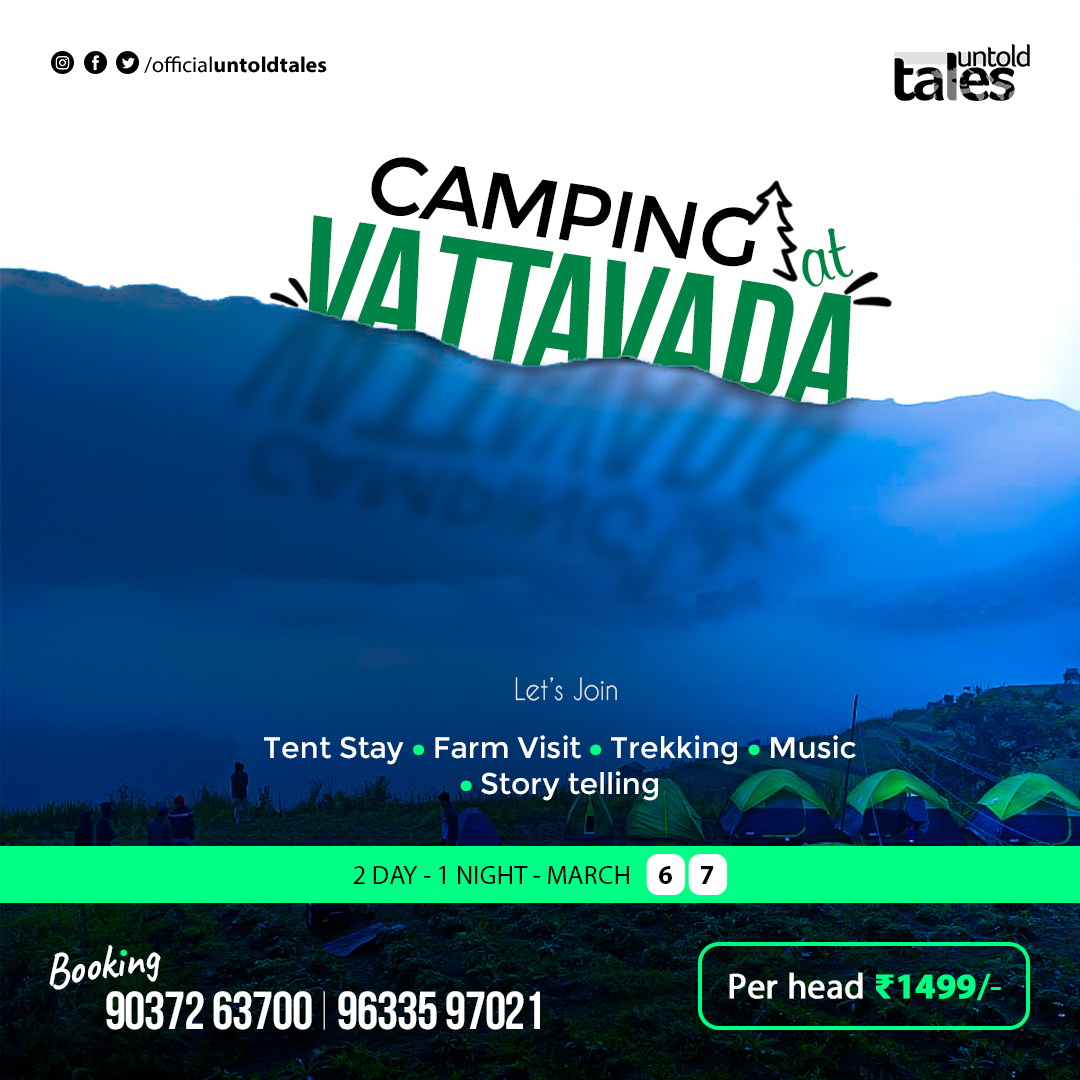 /officialuntoldtales
untold
tales
CAMPING
at
VATTAVADA
Let's Join
Tent Stay • Farm Visit • Trekking • Music
• Story telling
2 DAY - 1 NIGHT - MARCH 6 7
Booking
90372 63700 | 96335 97021
Per head ₹1499/-